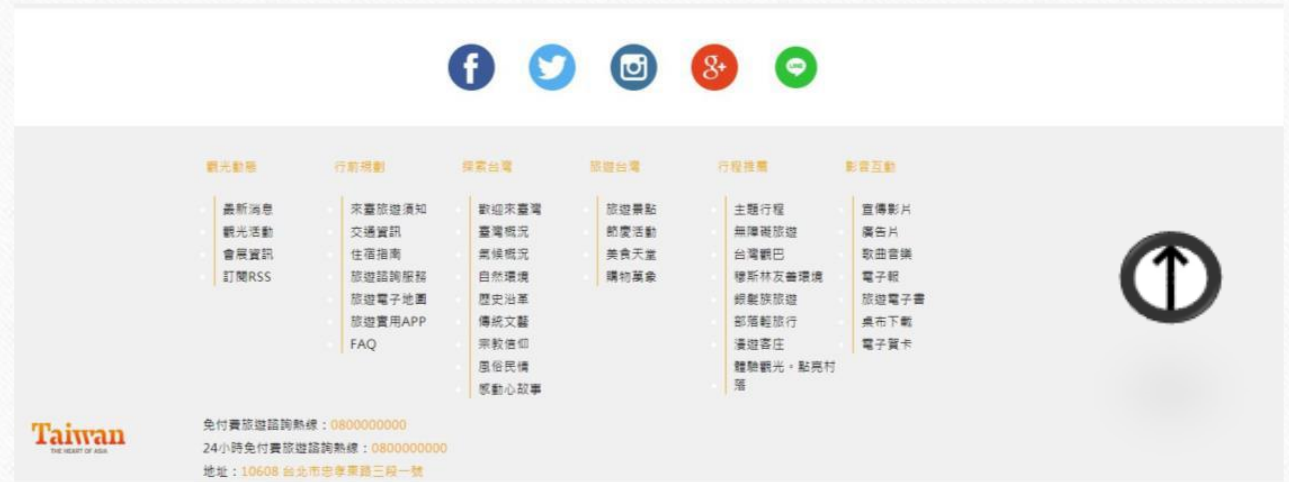 觀光動態
最新消息
觀光活動
會展資訊
訂閱RSS
行前規劃
來臺旅遊須知
交通資訊
住宿指南
旅遊諮詢服務
旅遊電子地圖
旅遊實用APP
FAQ
探索台灣
歡迎來臺灣
臺灣概況
氣候概況
自然環境
歷史沿革
傳統文藝
宗教信仰
風俗民情
感動心故事
旅遊台灣
旅遊景點
節慶活動
美食天堂
購物萬象
行程推薦
主題行程
無障礙旅遊
台灣觀巴
穆斯林友善環境
銀髮族旅遊
部落輕旅行
漫遊客庄
體驗觀光。點亮村
落
影音互動
宣傳影片
廣告片
歌曲音樂
電子報
旅遊電子書
桌布下載
電子賀卡
Taiwan
THE HEART OF ASIA
免付費旅遊諮詢熱線：0800000000
24小時免付費旅遊諮詢熱線：0800000000
地址：10608 台北市忠孝東路三段一號